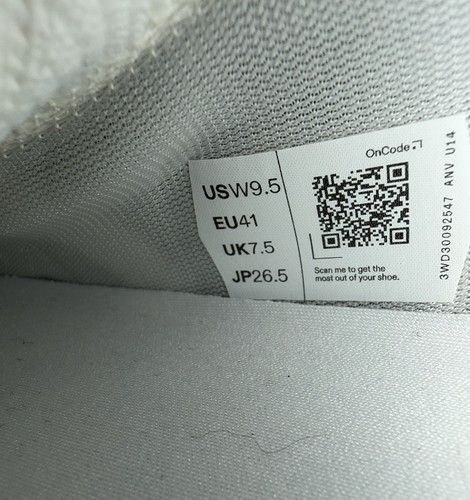 USW9.5
EU41
UK7.5
JP26.5
OnCode
Scan me to get the
most out of your shoe.
3WD30092547 ANV U14